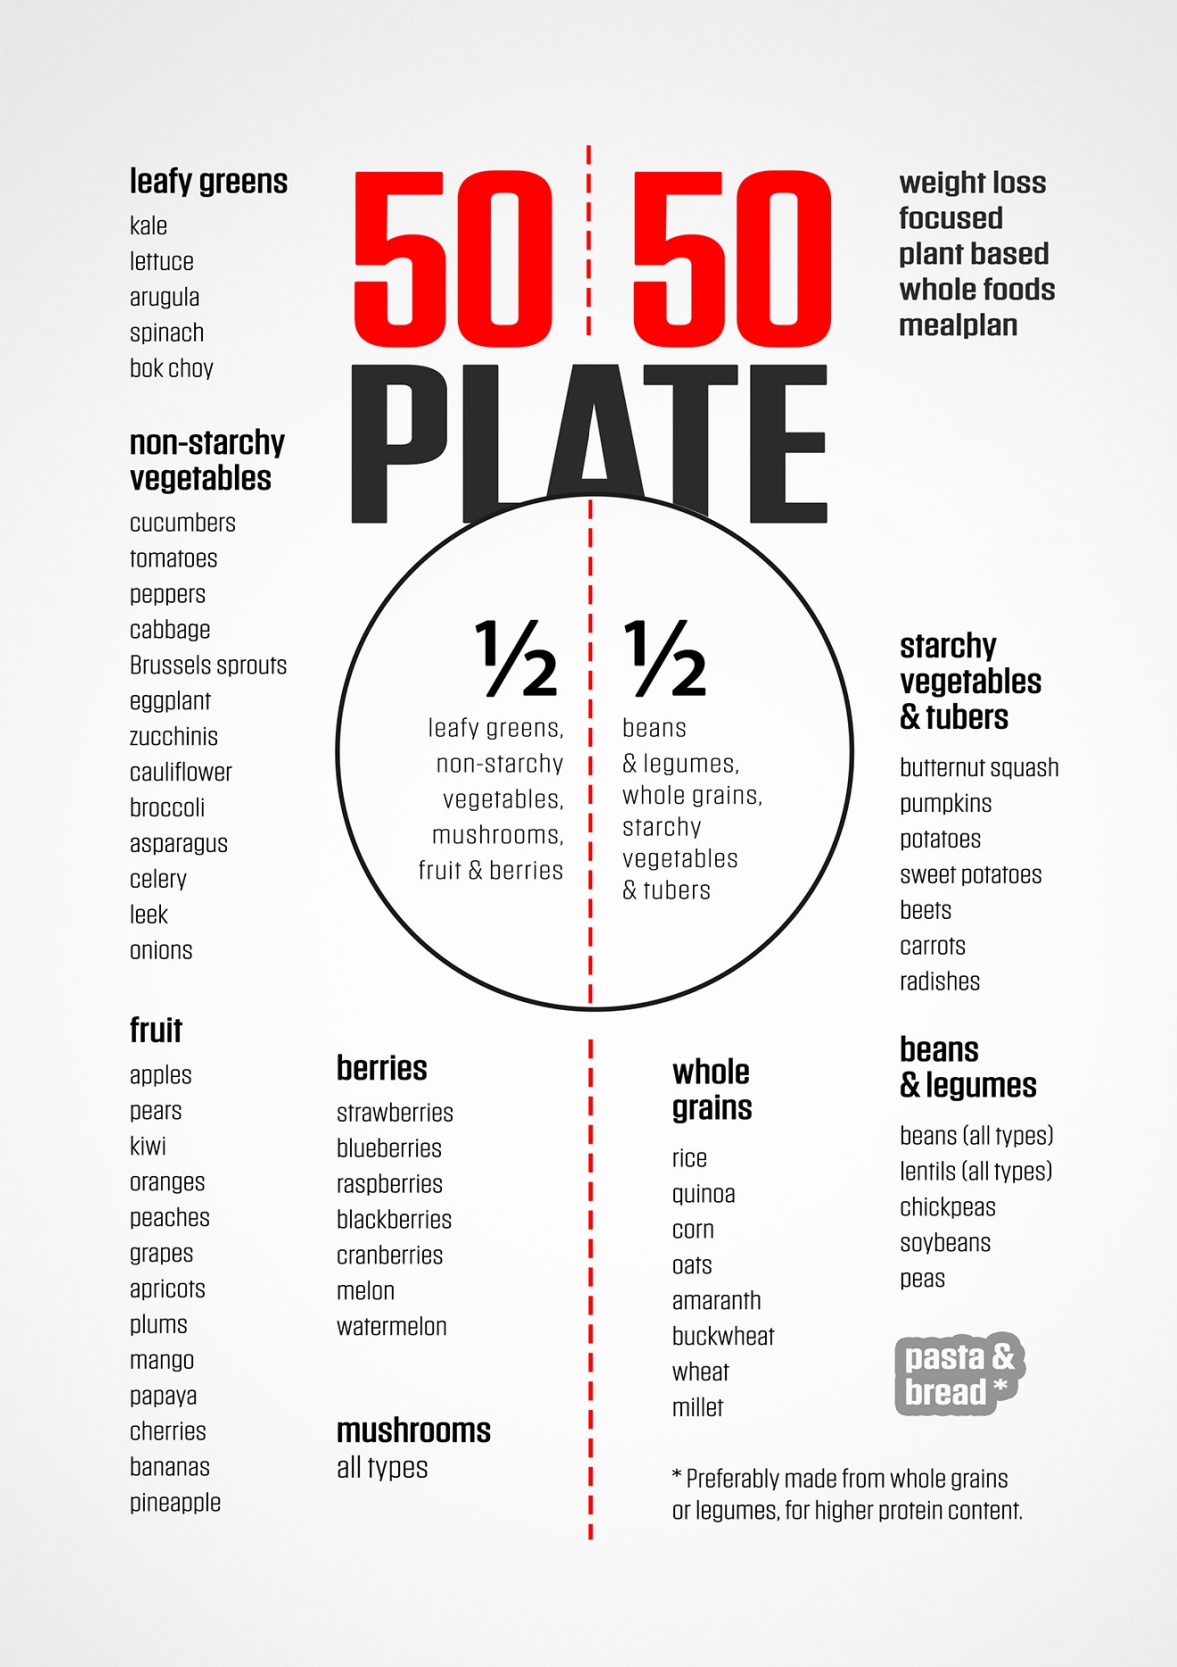 50 50
PLATE
weight loss
focused
plant based
whole foods
mealplan
leafy greens
kale
lettuce
arugula
spinach
bok choy
non-starchy
vegetables
cucumbers
tomatoes
peppers
cabbage
Brussels sprouts
eggplant
zucchinis
cauliflower
broccoli
asparagus
celery
leek
onions
½
leafy greens,
non-starchy
vegetables,
mushrooms,
fruit & berries
½
beans
& legumes,
whole grains,
starchy
vegetables
& tubers
starchy
vegetables
& tubers
butternut squash
pumpkins
potatoes
sweet potatoes
beets
carrots
radishes
fruit
apples
pears
kiwi
oranges
peaches
grapes
apricots
plums
mango
papaya
cherries
bananas
pineapple
berries
strawberries
blueberries
raspberries
blackberries
cranberries
melon
watermelon
mushrooms
all types
whole
grains
rice
quinoa
corn
oats
amaranth
buckwheat
wheat
millet
beans
& legumes
beans (all types)
lentils (all types)
chickpeas
soybeans
peas
pasta &
bread *
* Preferably made from whole grains
or legumes, for higher protein content.